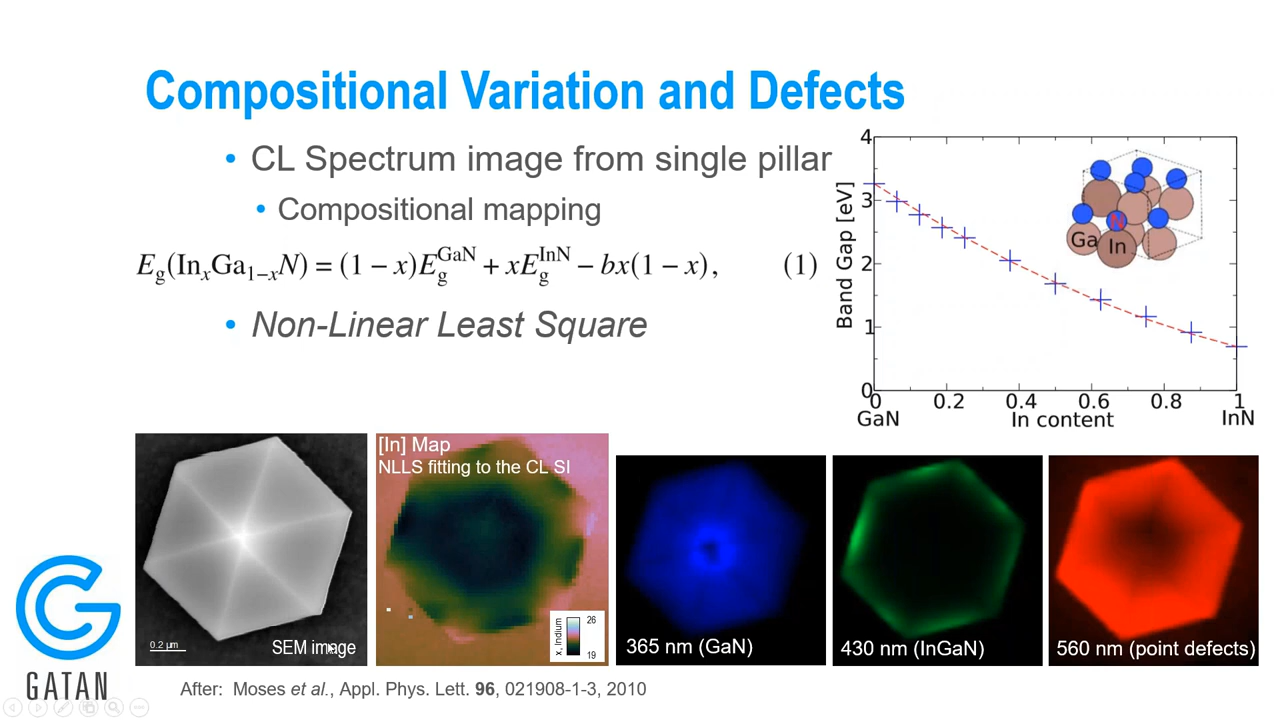 Compositional Variation and Defects
• CL Spectrum image from single pillar
• Compositional mapping
E_g(In_xGa_{1−x}N) = (1 − x)E_g^{GaN} + xE_g^{InN} − bx(1 − x), (1)
• Non-Linear Least Square
Band Gap [eV]
4
3
2
1
0
0 0.2 0.4 0.6 0.8 1
GaN In content InN
Ga In N
SEM image
0.2 µm
[In] Map
NLLS fitting to the CL SI
x, Indium
26
19
365 nm (GaN)
430 nm (InGaN)
560 nm (point defects)
GATAN
After: Moses et al., Appl. Phys. Lett. 96, 021908-1-3, 2010